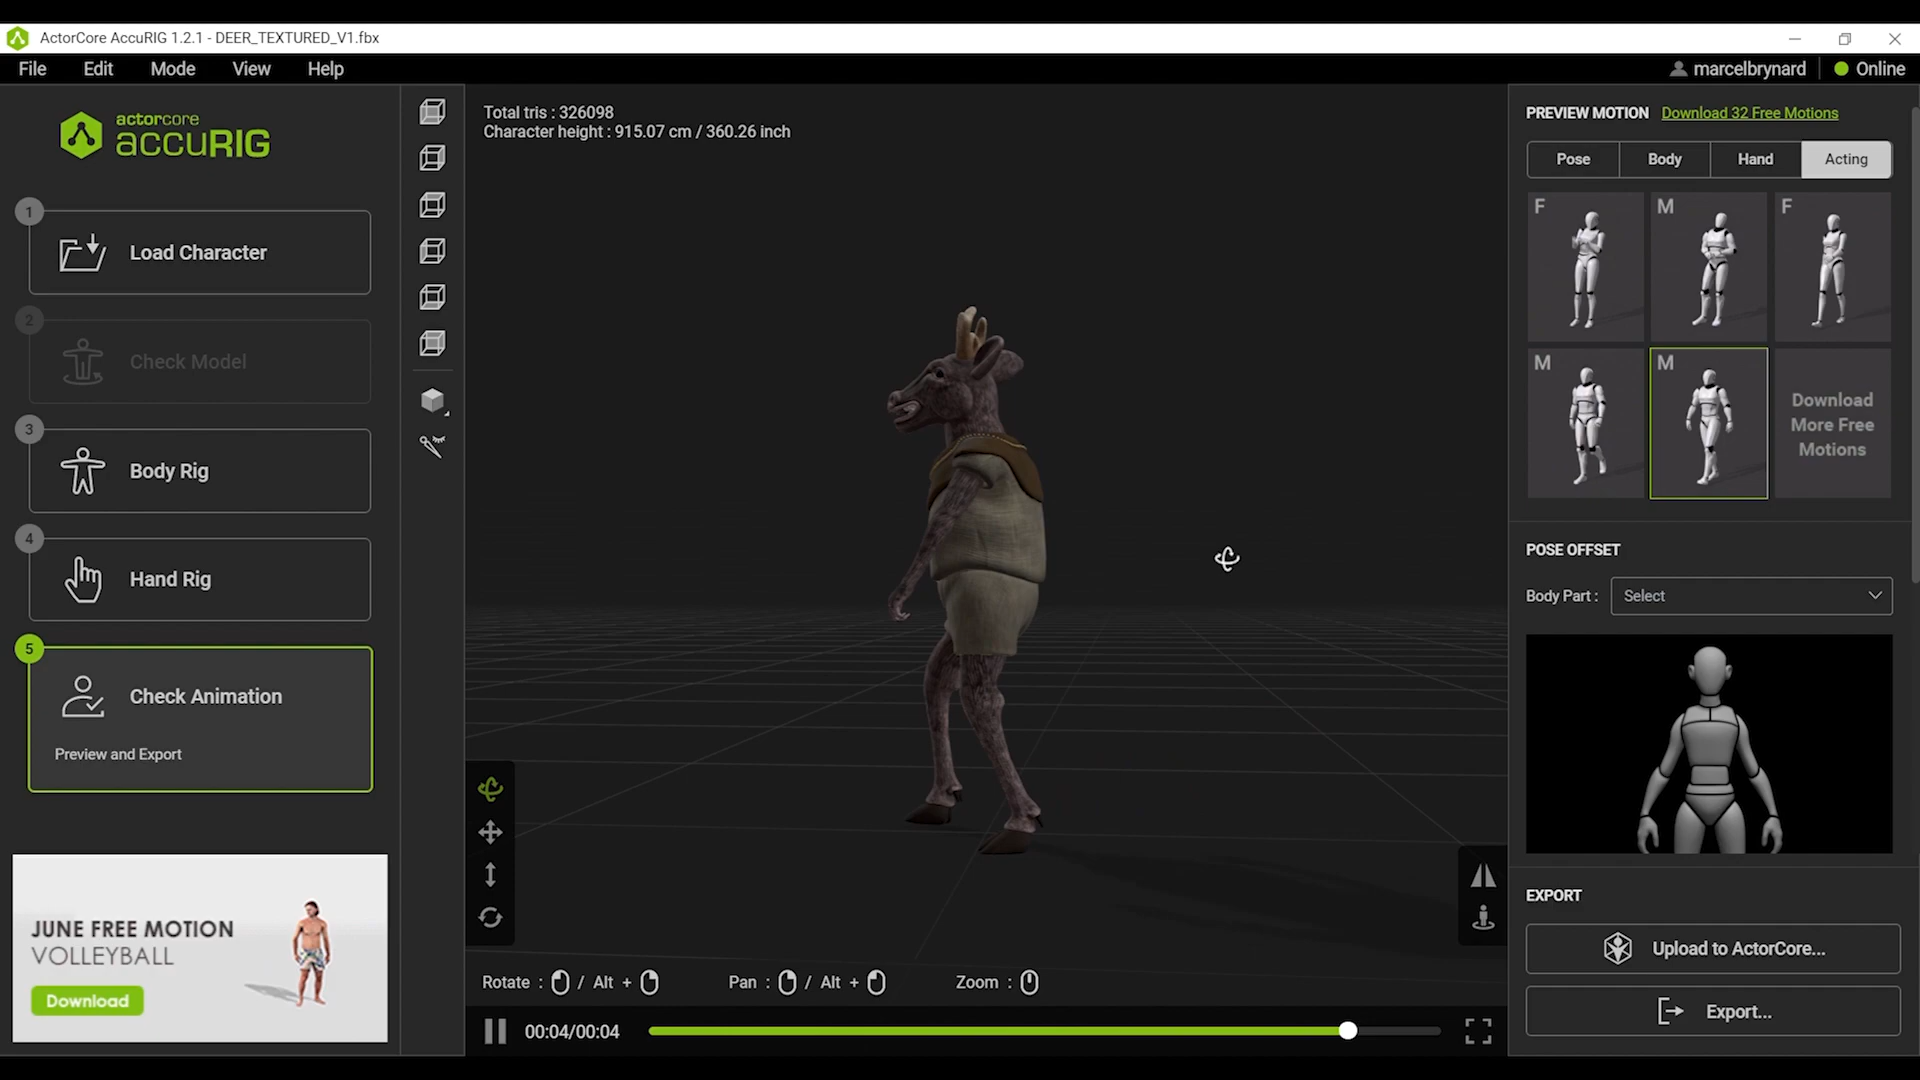 ActorCore AccuRIG 1.2.1 - DEER_TEXTURED_V1.fbx
File Edit Mode View Help
marcelbrynard Online
actorcore
accuRIG
1
Load Character
2
Check Model
3
Body Rig
4
Hand Rig
5
Check Animation
Preview and Export
JUNE FREE MOTION
VOLLEYBALL
Download
Total tris : 326098
Character height : 915.07 cm / 360.26 inch
Rotate : / Alt + Pan : / Alt + Zoom :
00:04/00:04
PREVIEW MOTION Download 32 Free Motions
Pose Body Hand Acting
F M F
M M
Download
More Free
Motions
POSE OFFSET
Body Part : Select
EXPORT
Upload to ActorCore...
Export...